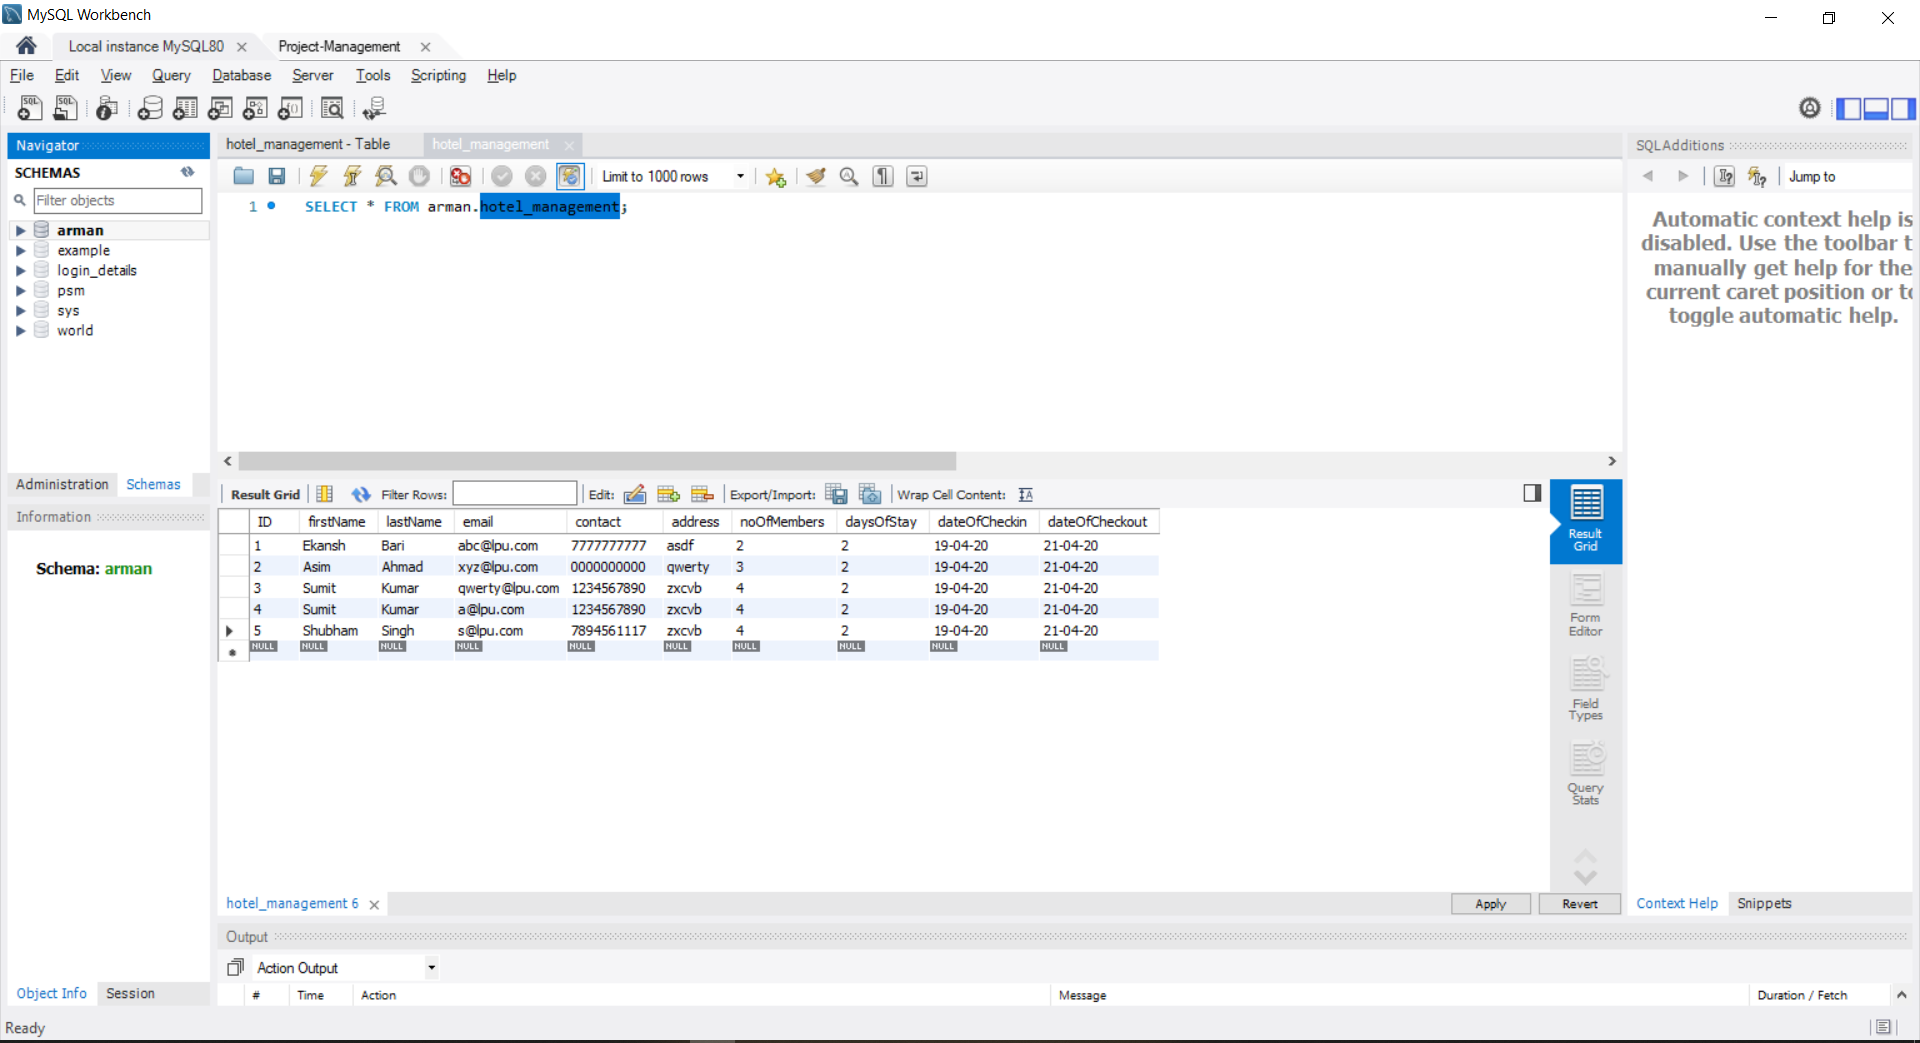 MySQL Workbench
Local instance MySQL80
Project-Management
File Edit View Query Database Server Tools Scripting Help
Navigator
SCHEMAS
Filter objects
arman
example
login_details
psm
sys
world
Administration Schemas
Information
Schema: arman
Object Info Session
hotel_management - Table hotel_management
Limit to 1000 rows
1 SELECT * FROM arman.hotel_management;
Result Grid Filter Rows: Edit: Export/Import: Wrap Cell Content:
ID firstName lastName email contact address noOfMembers daysOfStay dateOfCheckin dateOfCheckout
1 Ekansh Bari abc@lpu.com 7777777777 asdf 2 2 19-04-20 21-04-20
2 Asim Ahmad xyz@lpu.com 0000000000 qwerty 3 2 19-04-20 21-04-20
3 Sumit Kumar qwerty@lpu.com 1234567890 zxcvb 4 2 19-04-20 21-04-20
4 Sumit Kumar a@lpu.com 1234567890 zxcvb 4 2 19-04-20 21-04-20
5 Shubham Singh s@lpu.com 7894561117 zxcvb 4 2 19-04-20 21-04-20
NULL NULL NULL NULL NULL NULL NULL NULL NULL NULL
Result
Grid
Form
Editor
Field
Types
Query
Stats
hotel_management 6
Apply Revert
Output
Action Output
# Time Action Message Duration / Fetch
SQLAdditions
Jump to
Automatic context help is
disabled. Use the toolbar t
manually get help for the
current caret position or to
toggle automatic help.
Context Help Snippets
Ready